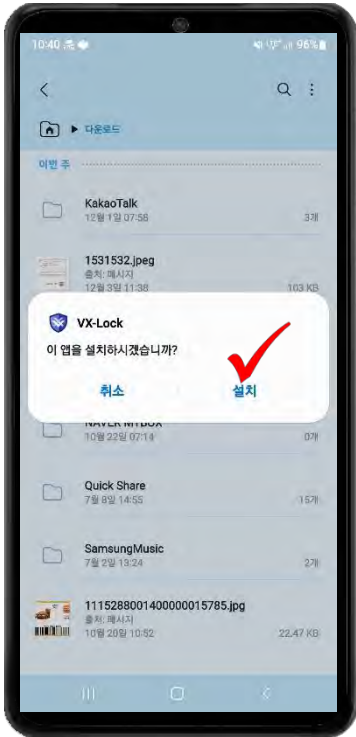 10:40
96%
다운로드
이번 주
KakaoTalk
12월 1일 07:58
3개
1531532.jpeg
출처: 메시지
12월 3일 11:38
103 KB
VX-Lock
이 앱을 설치하시겠습니까?
취소
설치
NAVER MYBOX
10월 22일 07:14
0개
Quick Share
7월 8일 14:55
15개
SamsungMusic
7월 2일 13:24
2개
1115288001400000015785.jpg
출처: 메시지
10월 20일 10:52
22.47 KB